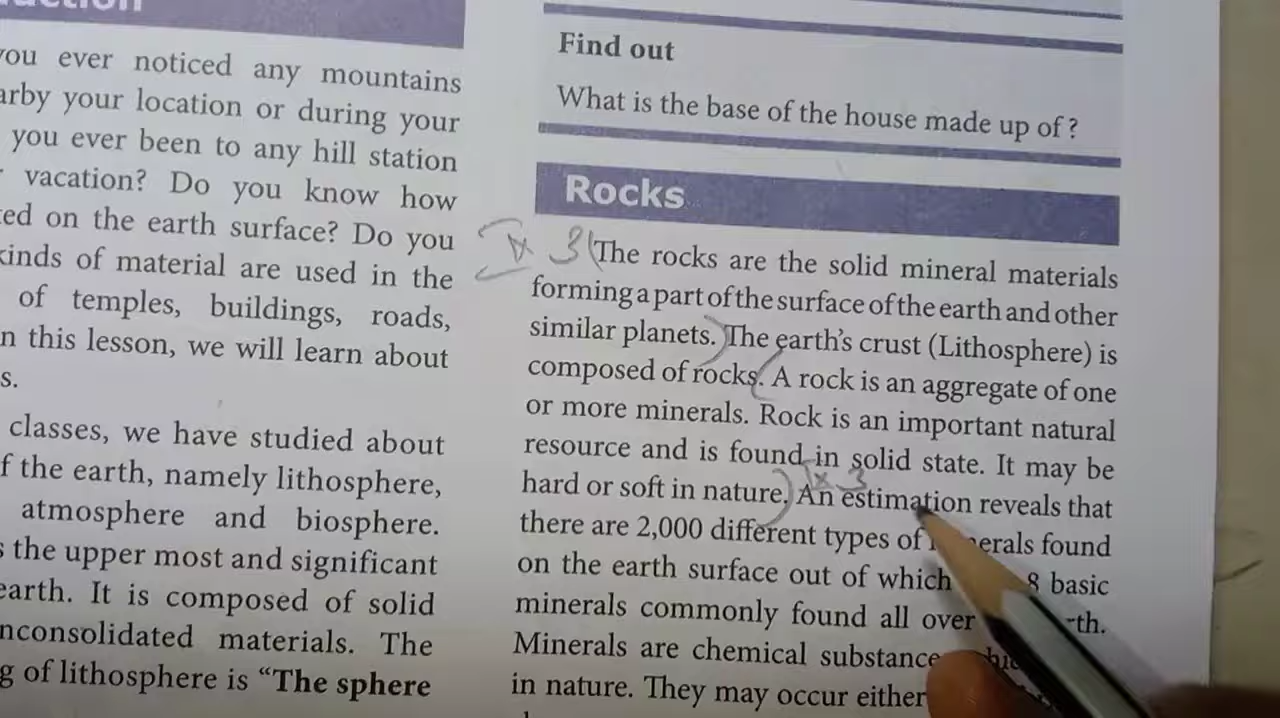 you ever noticed any mountains
your location or during your
you ever been to any hill station
vacation? Do you know how
on the earth surface? Do you
kinds of material are used in the
of temples, buildings, roads,
this lesson, we will learn about
classes, we have studied about
the earth, namely lithosphere,
atmosphere and biosphere.
the upper most and significant
earth. It is composed of solid
The
of lithosphere is “The sphere
Find out
What is the base of the house made up of ?
Rocks
3 (The rocks are the solid mineral materials
forming a part of the surface of the earth and other
similar planets.) The earth’s crust (Lithosphere) is
composed of rocks. (A rock is an aggregate of one
or more minerals. Rock is an important natural
resource and is found in solid state. It may be
3
hard or soft in nature.) An estimation reveals that
there are 2,000 different types of found
on the earth surface out of which 8 basic
minerals commonly found all over
Minerals are chemical
in nature. They may occur either